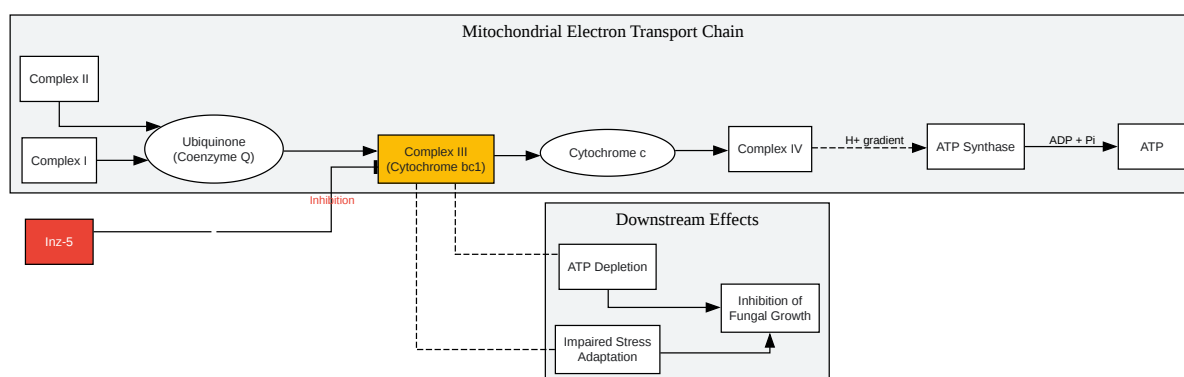 Mitochondrial Electron Transport Chain
Complex II
Complex I
Ubiquinone
(Coenzyme Q)
Complex III
(Cytochrome bc1)
Cytochrome c
Complex IV
H+ gradient
ATP Synthase
ADP + Pi
ATP
Inhibition
Inz-5
Downstream Effects
ATP Depletion
Inhibition of
Fungal Growth
Impaired Stress
Adaptation